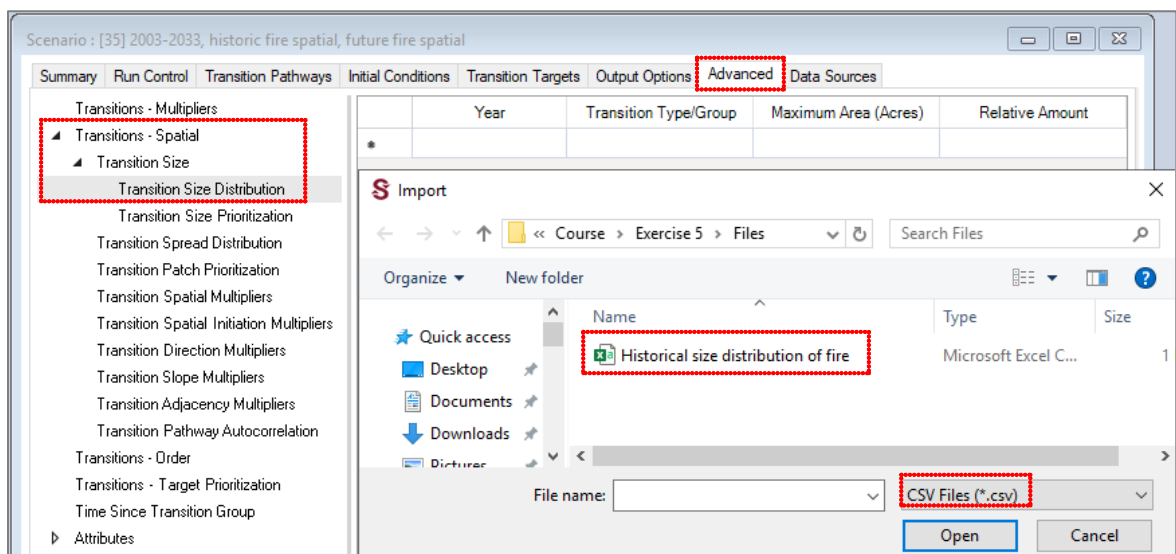 Scenario : [35] 2003-2033, historic fire spatial, future fire spatial
Summary Run Control Transition Pathways Initial Conditions Transition Targets Output Options Advanced Data Sources
Transitions - Multipliers
Transitions - Spatial
Transition Size
Transition Size Distribution
Transition Size Prioritization
Transition Spread Distribution
Transition Patch Prioritization
Transition Spatial Multipliers
Transition Spatial Initiation Multipliers
Transition Direction Multipliers
Transition Slope Multipliers
Transition Adjacency Multipliers
Transition Pathway Autocorrelation
Transitions - Order
Transitions - Target Prioritization
Time Since Transition Group
Attributes
Year Transition Type/Group Maximum Area (Acres) Relative Amount
Import
« Course > Exercise 5 > Files
Search Files
Organize New folder
Quick access
Desktop
Documents
Downloads
Pictures
Name Type Size
Historical size distribution of fire Microsoft Excel C... 1
File name:
CSV Files (*.csv)
Open Cancel